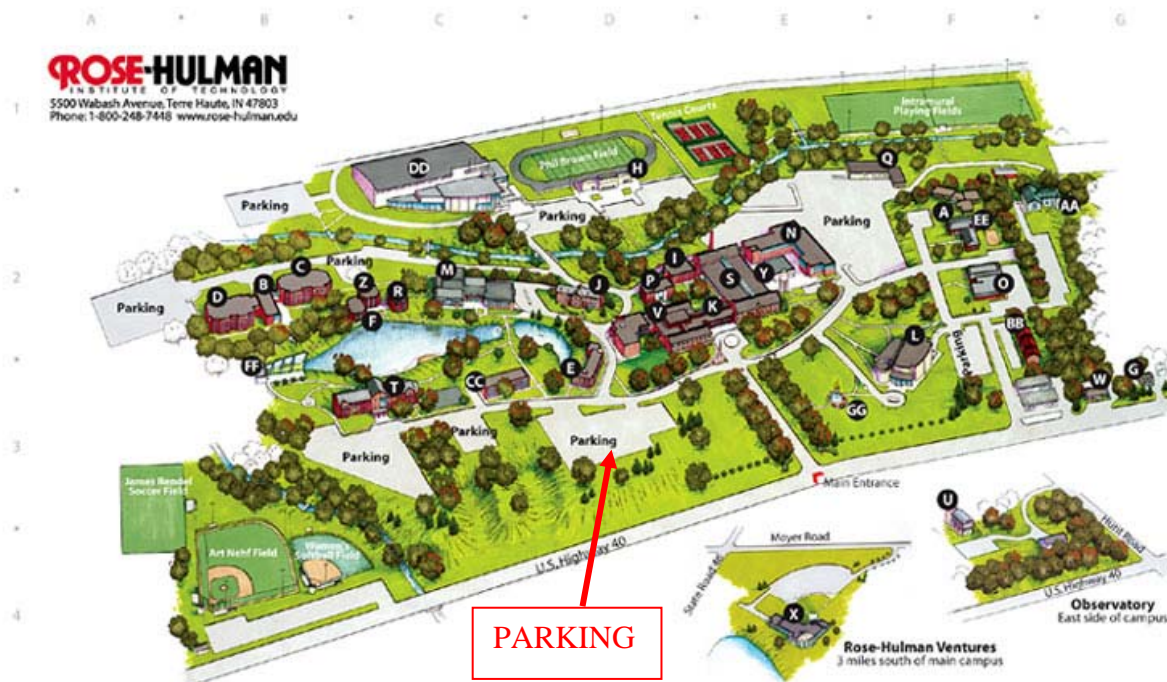 A B C D E F G
ROSE-HULMAN
INSTITUTE OF TECHNOLOGY
5500 Wabash Avenue, Terre Haute, IN 47803
Phone: 1-800-248-7448 www.rose-hulman.edu
1
Intramural
Playing Fields
Tennis Courts
Phil Brown Field
DD
H
Q
Parking
Parking
Parking
A
EE
AA
N
2
Parking
Parking
C
B
D
Z
R
M
F
J
I
P
S
Y
V
K
O
BB
L
Parking
FF
T
CC
E
GG
W
G
3
Parking
Parking
Parking
Main Entrance
James Rendel
Soccer Field
Art Nehf Field
Women's
Softball Field
U.S. Highway 40
4
PARKING
Moyer Road
State Road 46
X
Rose-Hulman Ventures
3 miles south of main campus
U
Hunt Road
U.S. Highway 40
Observatory
East side of campus